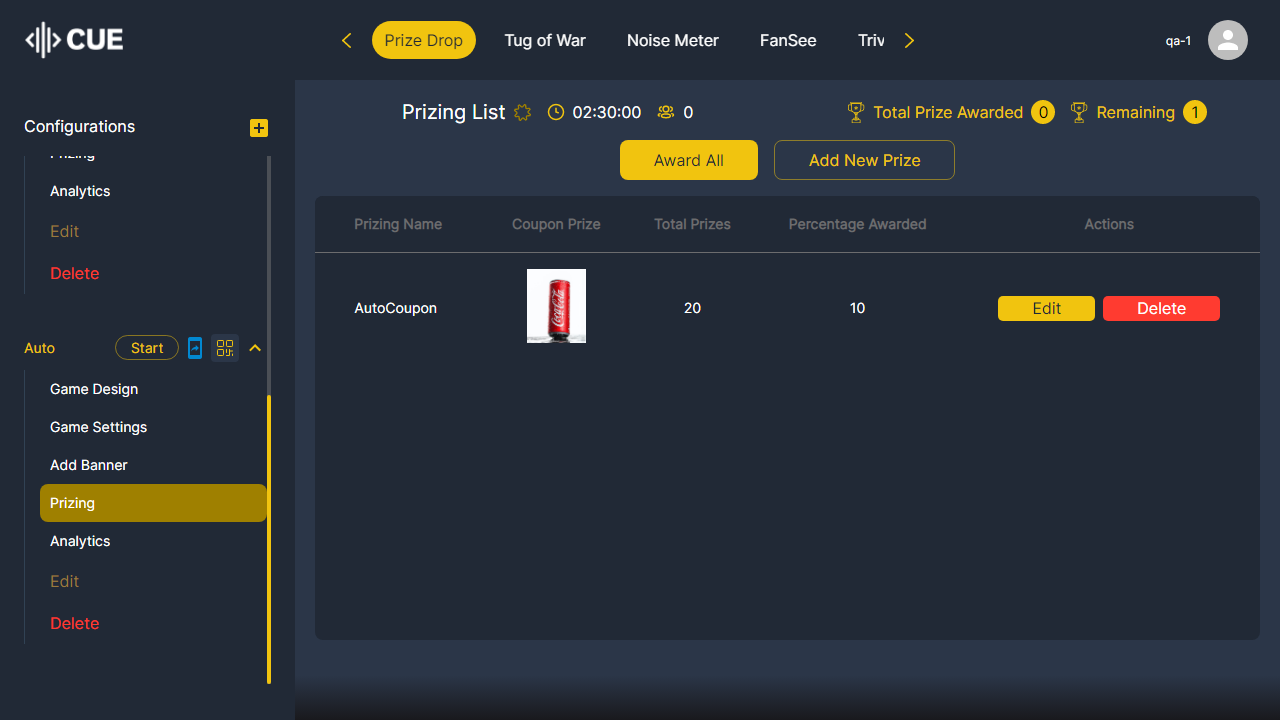 CUE
Prize Drop
Tug of War
Noise Meter
FanSee
Triv
qa-1
Configurations
Prizing
Analytics
Edit
Delete
Auto
Start
Game Design
Game Settings
Add Banner
Prizing
Analytics
Edit
Delete
Prizing List
02:30:00
0
Total Prize Awarded 0
Remaining 1
Award All
Add New Prize
Prizing Name
Coupon Prize
Total Prizes
Percentage Awarded
Actions
AutoCoupon
Coca-Cola
20
10
Edit
Delete